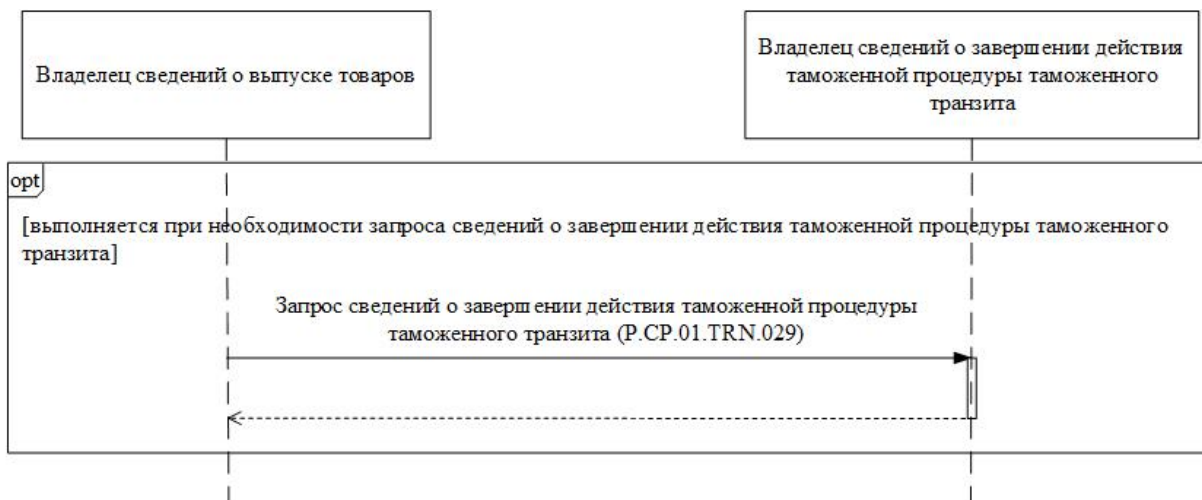 Владелец сведений о выпуске товаров
Владелец сведений о завершении действия
таможенной процедуры таможенного
транзита
opt
[выполняется при необходимости запроса сведений о завершении действия таможенной процедуры таможенного
транзита]
Запрос сведений о завершении действия таможенной процедуры
таможенного транзита (P.CP.01.TRN.029)